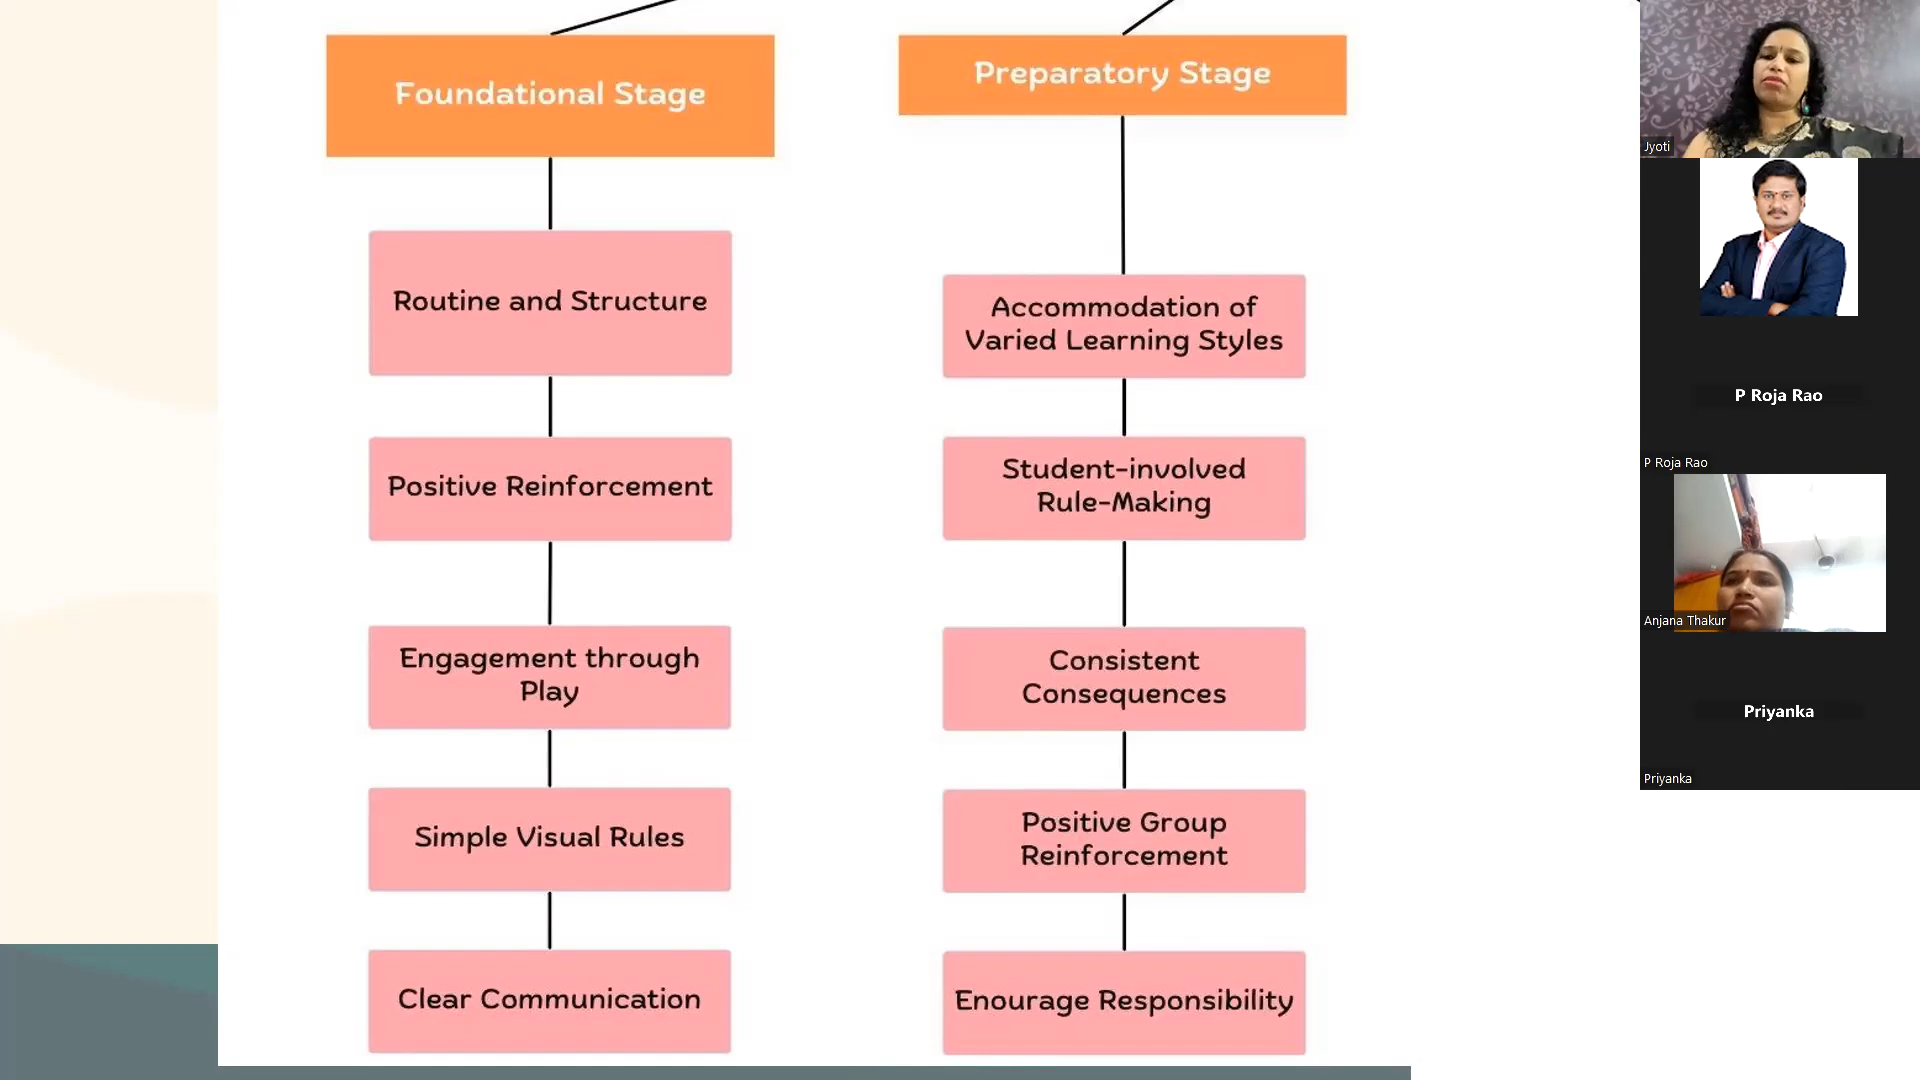 Foundational Stage
Routine and Structure
Positive Reinforcement
Engagement through
Play
Simple Visual Rules
Clear Communication
Preparatory Stage
Accommodation of
Varied Learning Styles
Student-involved
Rule-Making
Consistent
Consequences
Positive Group
Reinforcement
Enourage Responsibility
Jyoti
P Roja Rao
P Roja Rao
Anjana Thakur
Priyanka
Priyanka